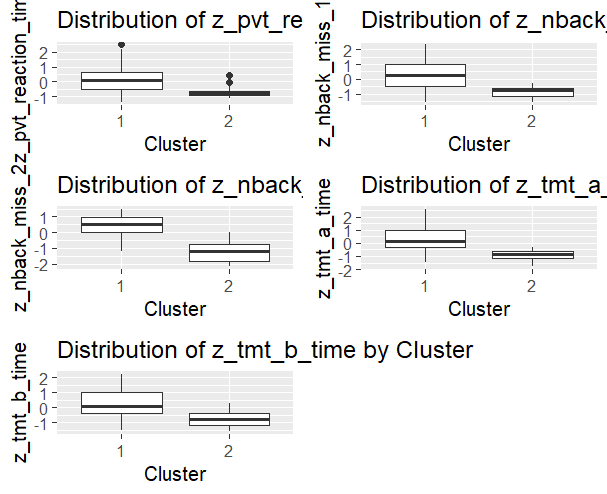 Distribution of z_pvt_re
z_pvt_reaction_time
2
1
0
-1
1
2
Cluster
Distribution of z_nback_
z_nback_miss_1
2
1
0
-1
1
2
Cluster
Distribution of z_nback_
z_nback_miss_2
1
0
-1
-2
1
2
Cluster
Distribution of z_tmt_a_
z_tmt_a_time
2
1
0
-1
-2
1
2
Cluster
Distribution of z_tmt_b_time by Cluster
z_tmt_b_time
2
1
0
-1
1
2
Cluster